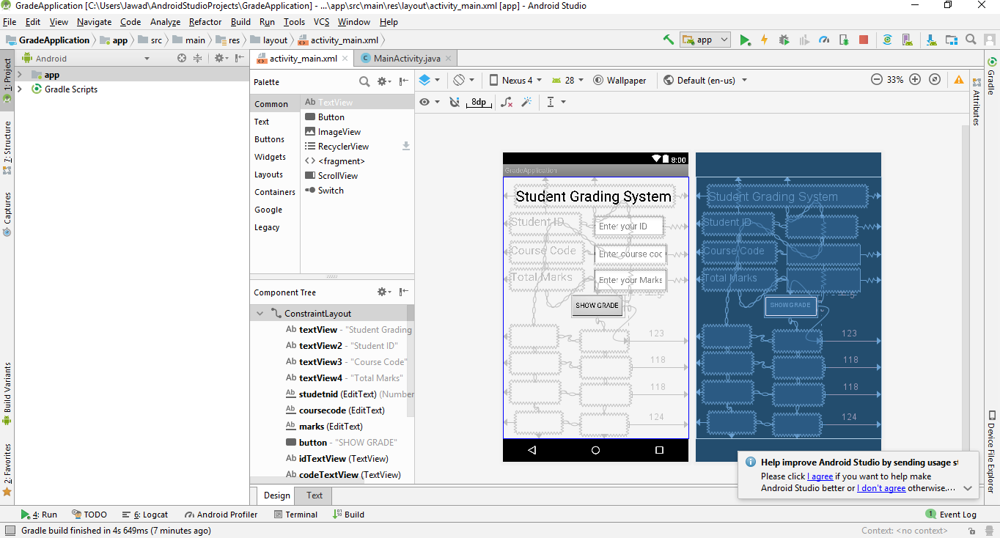 GradeApplication [C:\Users\Jawad\AndroidStudioProjects\GradeApplication] - ...\app\src\main\res\layout\activity_main.xml [app] - Android Studio
File Edit View Navigate Code Analyze Refactor Build Run Tools VCS Window Help
GradeApplication app src main res layout activity_main.xml
app
1: Project
7: Structure
Captures
Build Variants
2: Favorites
Android
app
Gradle Scripts
activity_main.xml
MainActivity.java
Palette
Common
Text
Buttons
Widgets
Layouts
Containers
Google
Legacy
Ab TextView
Button
ImageView
RecyclerView
<> <fragment>
ScrollView
Switch
Component Tree
ConstraintLayout
Ab textView - "Student Grading
Ab textView2 - "Student ID"
Ab textView3 - "Course Code"
Ab textView4 - "Total Marks"
Ab studetnid (EditText) (Number
Ab coursecode (EditText)
Ab marks (EditText)
button - "SHOW GRADE"
Ab idTextView (TextView)
Ab codeTextView (TextView)
Nexus 4 28 Wallpaper Default (en-us) 33%
8dp
8:00
GradeApplication
Student Grading System
Student ID
Enter your ID
Course Code
Enter course coc
Total Marks
Enter your Marks
5
SHOW GRADE
123
118
118
124
Student Grading System
Student ID
Course Code
Total Marks
5
SHOW GRADE
123
118
118
124
Gradle
Attributes
Device File Explorer
Help improve Android Studio by sending usage st
Please click I agree if you want to help make
Android Studio better or I don't agree otherwise....
Design Text
4: Run TODO 6: Logcat Android Profiler Terminal Build 1 Event Log
Gradle build finished in 4s 649ms (7 minutes ago) Context: <no context>